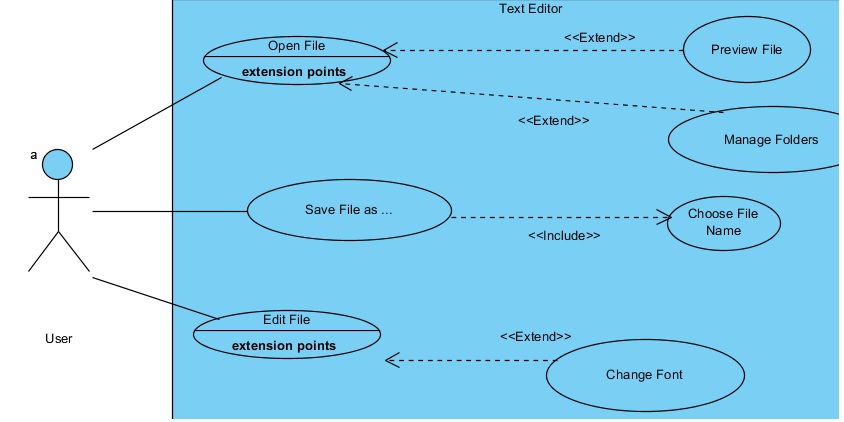 Text Editor
Open File
extension points
<<Extend>>
Preview File
<<Extend>>
Manage Folders
a
Save File as ...
Choose File
Name
<<Include>>
Edit File
extension points
<<Extend>>
Change Font
User